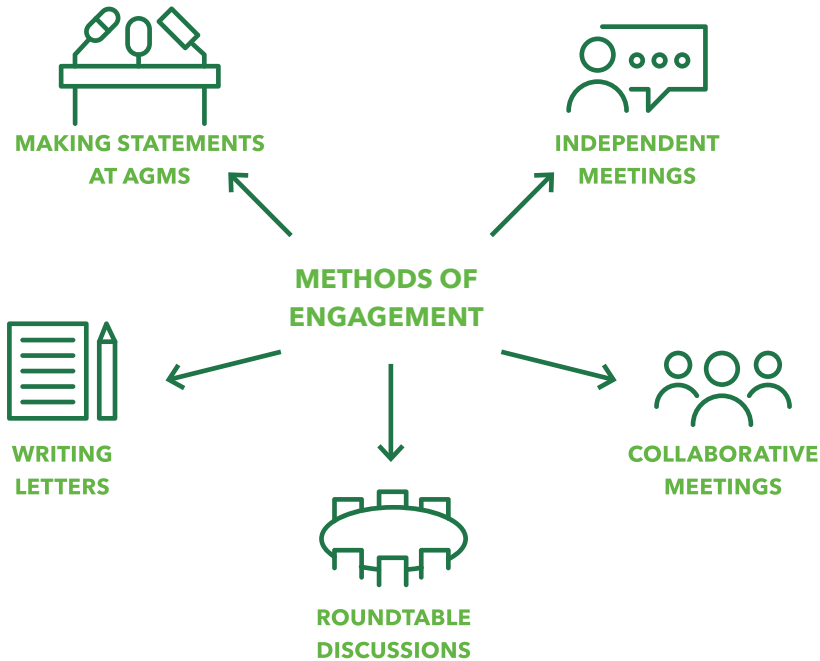 MAKING STATEMENTS
AT AGMS
INDEPENDENT
MEETINGS
METHODS OF
ENGAGEMENT
WRITING
LETTERS
COLLABORATIVE
MEETINGS
ROUNDTABLE
DISCUSSIONS